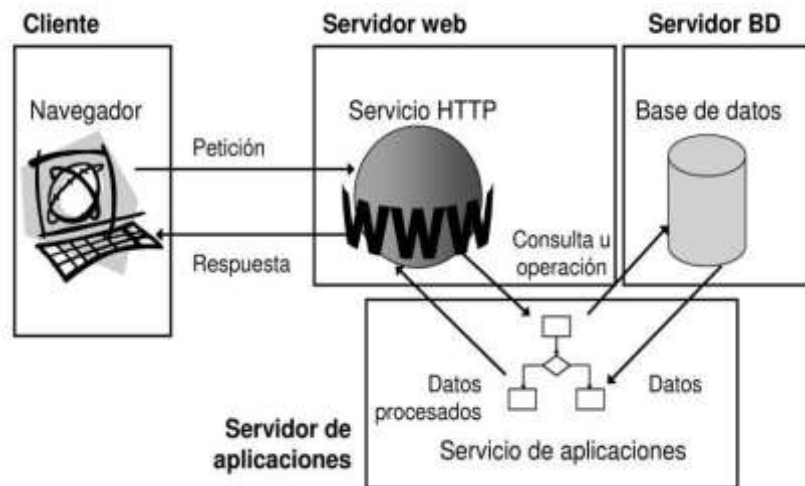 Cliente
Servidor web
Servidor BD
Navegador
Servicio HTTP
Base de datos
Petición
WWW
Respuesta
Consulta u
operación
Datos
procesados
Datos
Servidor de
aplicaciones
Servicio de aplicaciones